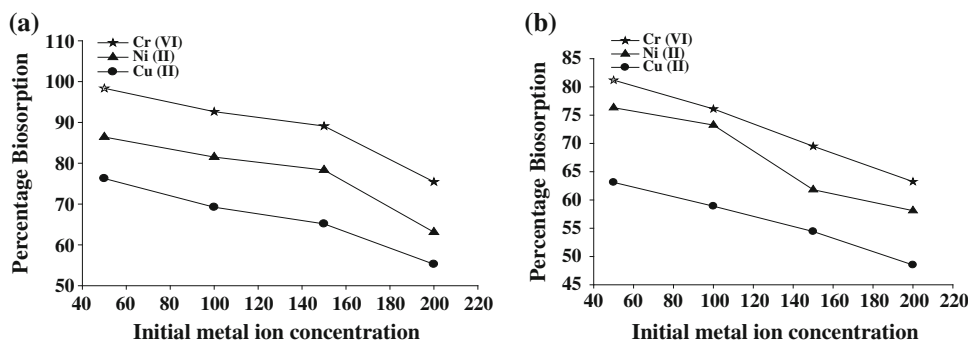 (a)
Cr (VI)
Ni (II)
Cu (II)
110
100
90
80
70
60
50
Percentage Biosorption
40 60 80 100 120 140 160 180 200 220
Initial metal ion concentration
(b)
Cr (VI)
Ni (II)
Cu (II)
85
80
75
70
65
60
55
50
45
Percentage Biosorption
40 60 80 100 120 140 160 180 200 220
Initial metal ion concentration